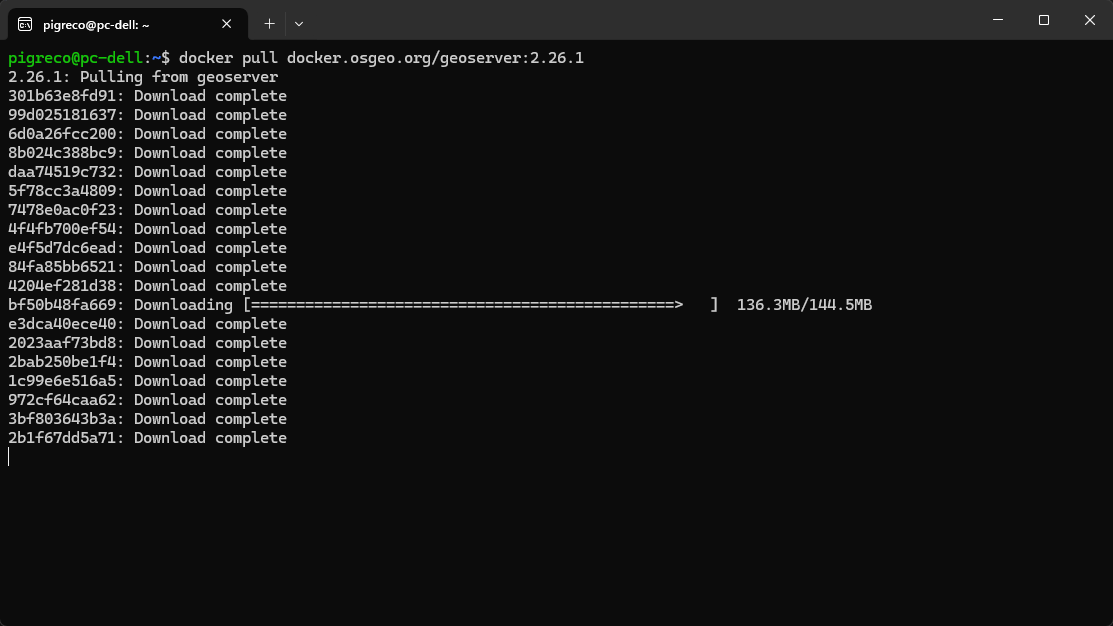 pigreco@pc-dell: ~
pigreco@pc-dell:~$ docker pull docker.osgeo.org/geoserver:2.26.1
2.26.1: Pulling from geoserver
301b63e8fd91: Download complete
99d025181637: Download complete
6d0a26fcc200: Download complete
8b024c388bc9: Download complete
daa74519c732: Download complete
5f78cc3a4809: Download complete
7478e0ac0f23: Download complete
4f4fb700ef54: Download complete
e4f5d7dc6ead: Download complete
84fa85bb6521: Download complete
4204ef281d38: Download complete
bf50b48fa669: Downloading [===============================================>   ]  136.3MB/144.5MB
e3dca40ece40: Download complete
2023aaf73bd8: Download complete
2bab250be1f4: Download complete
1c99e6e516a5: Download complete
972cf64caa62: Download complete
3bf803643b3a: Download complete
2b1f67dd5a71: Download complete